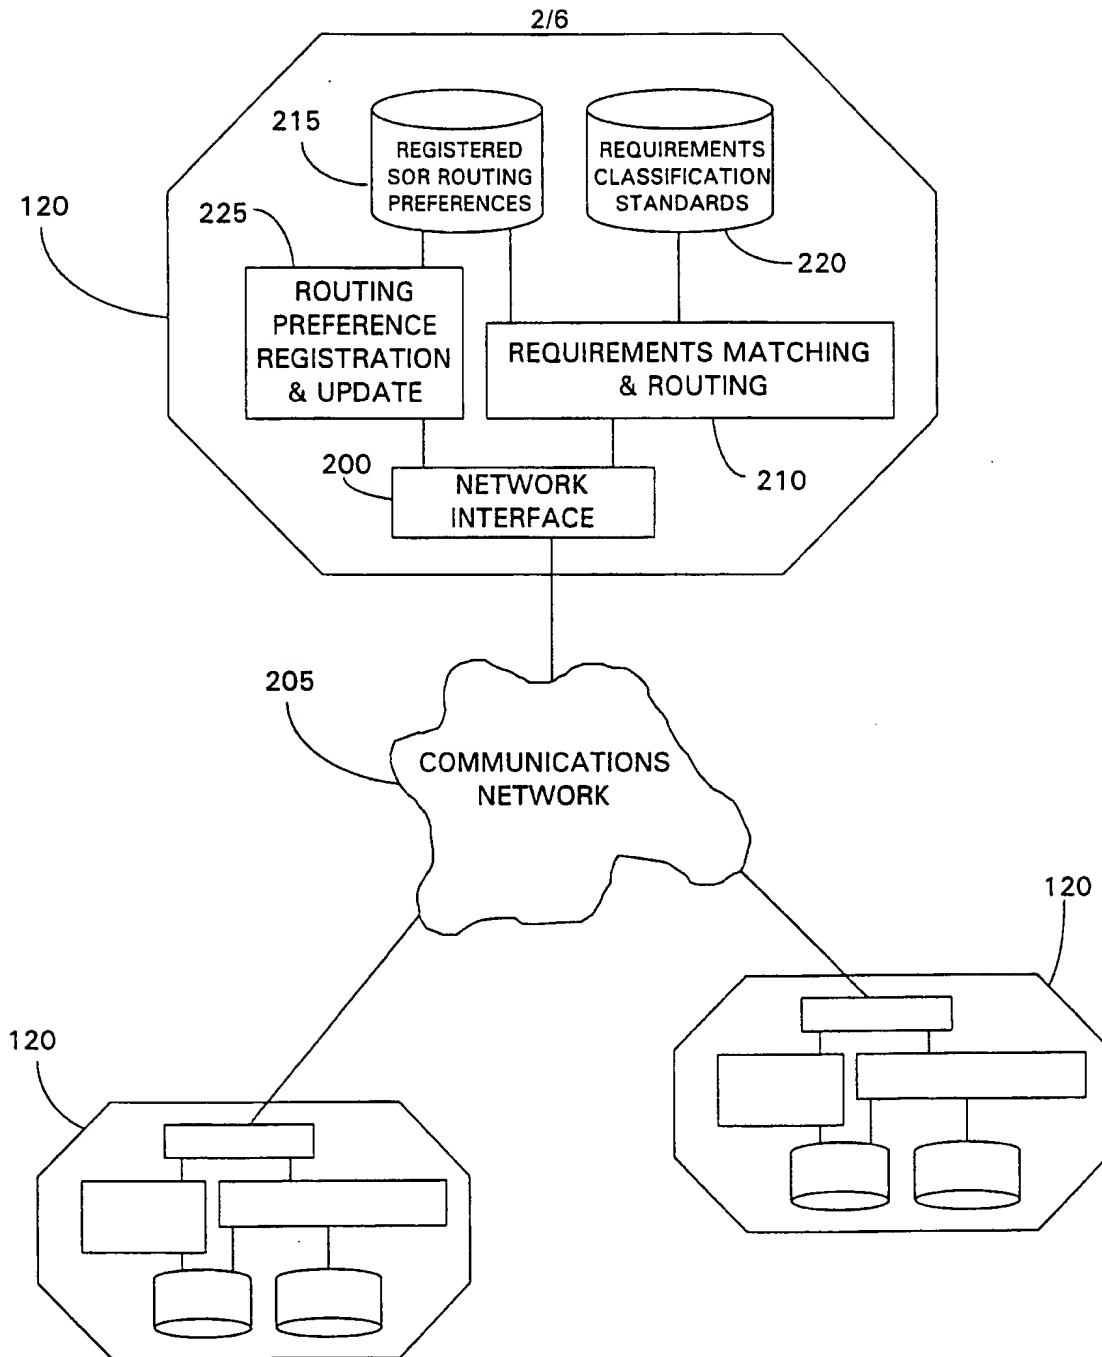 2/6
215
REGISTERED
SOR ROUTING
PREFERENCES
REQUIREMENTS
CLASSIFICATION
STANDARDS
120
225
220
ROUTING
PREFERENCE
REGISTRATION
& UPDATE
REQUIREMENTS MATCHING
& ROUTING
200
NETWORK
INTERFACE
210
205
COMMUNICATIONS
NETWORK
120
120